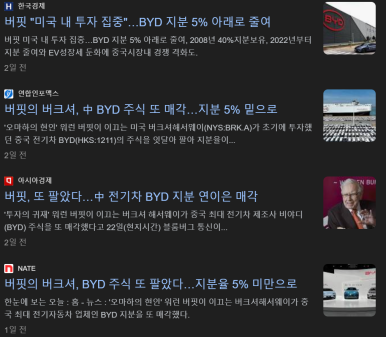 한국경제
버핏 "미국 내 투자 집중"...BYD 지분 5% 아래로 줄여
버핏 미국 내 투자 집중...BYD 지분 5% 아래로 줄여, 2008년 40%지분보유, 2022년부터
지분 줄여와 EV성장세 둔화에 중국시장내 경쟁 격화도.
2일 전
BYD
연합인포맥스
버핏의 버크셔, 中 BYD 주식 또 매각...지분 5% 밑으로
'오마하의 현인' 워런 버핏이 이끄는 미국 버크셔해서웨이(NYS:BRK.A)가 초기에 투자했
던 중국 전기차 BYD(HKS:1211)의 주식을 잇달아 팔아 지분율이...
2일 전
아시아경제
버핏, 또 팔았다...中 전기차 BYD 지분 연이은 매각
'투자의 귀재' 워런 버핏이 이끄는 버크셔 해서웨이가 중국 최대 전기차 제조사 비야디
(BYD) 주식을 또 매각했다고 22일(현지시간) 블룸버그 통신이...
2일 전
NATE
버핏의 버크셔, BYD 주식 또 팔았다...지분율 5% 미만으로
한눈에 보는 오늘 : 홈 - 뉴스 : '오마하의 현인' 워런 버핏이 이끄는 버크셔해서웨이가 중
국 최대 전기자동차 업체인 BYD 지분을 또 매각했다.
1일 전